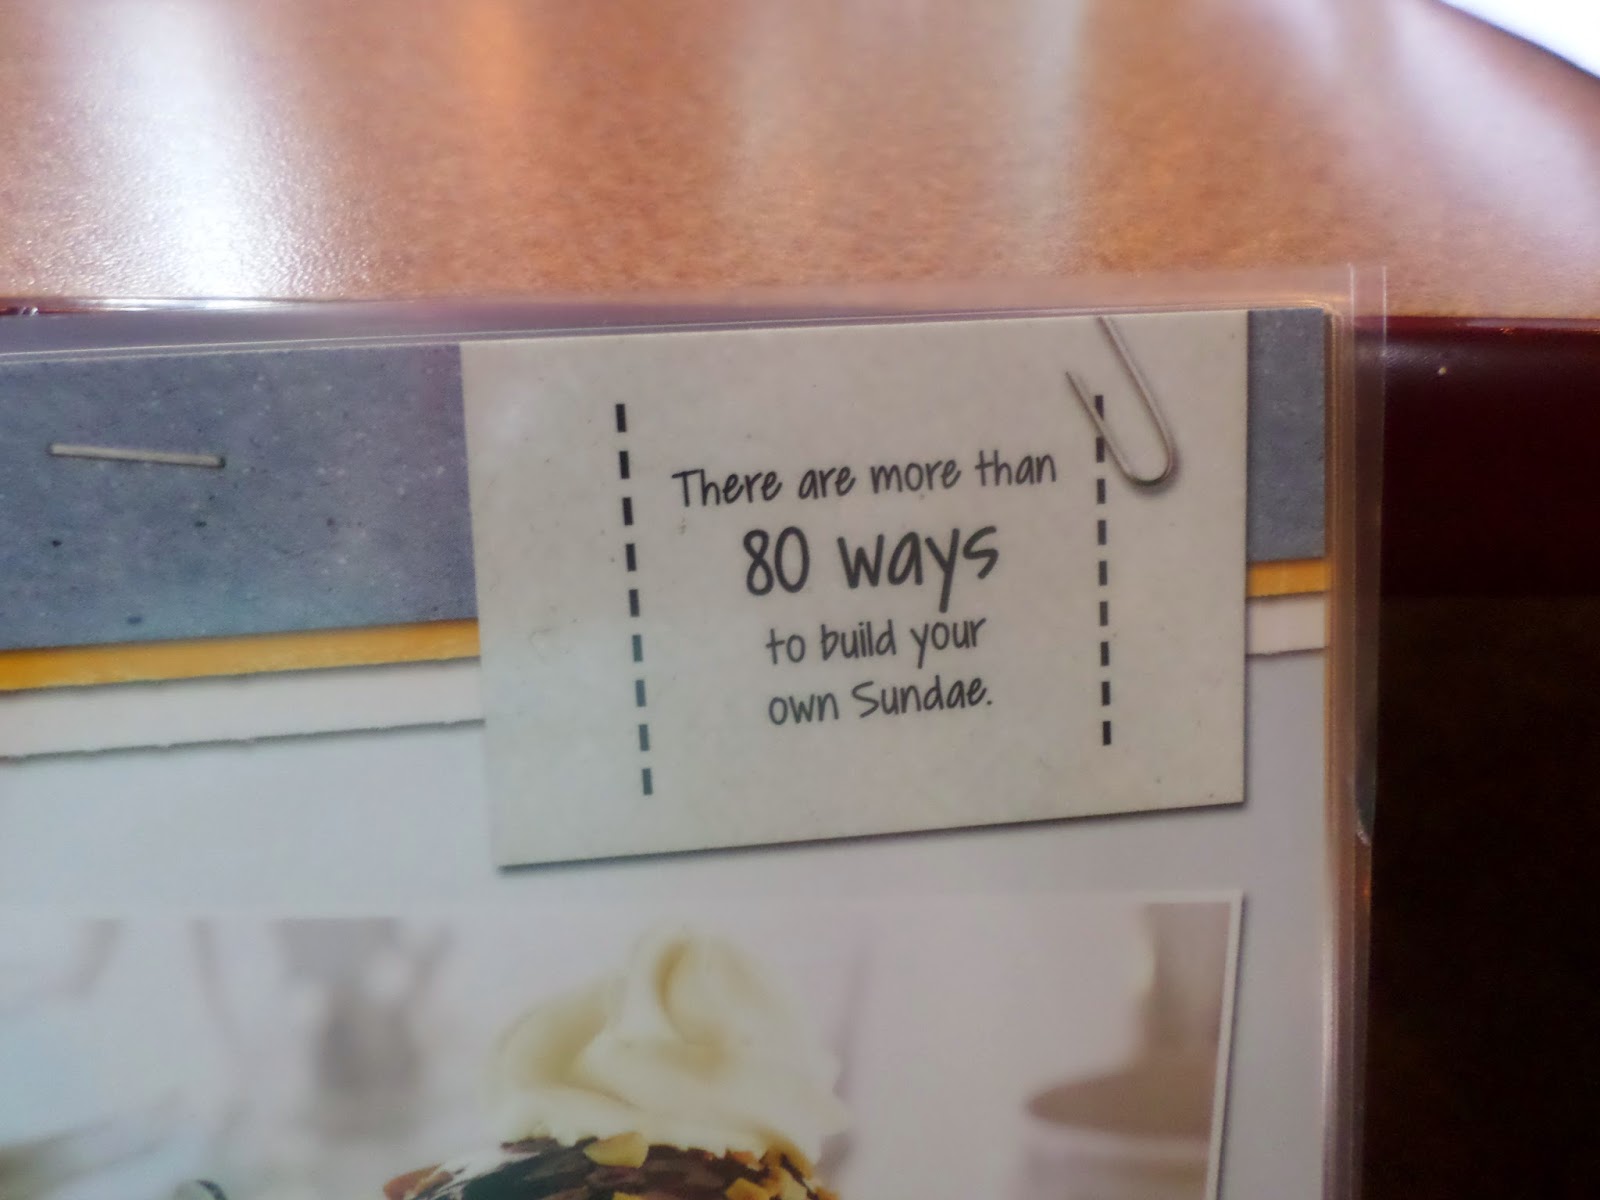 There are more than
80 ways
to build your
own Sundae.